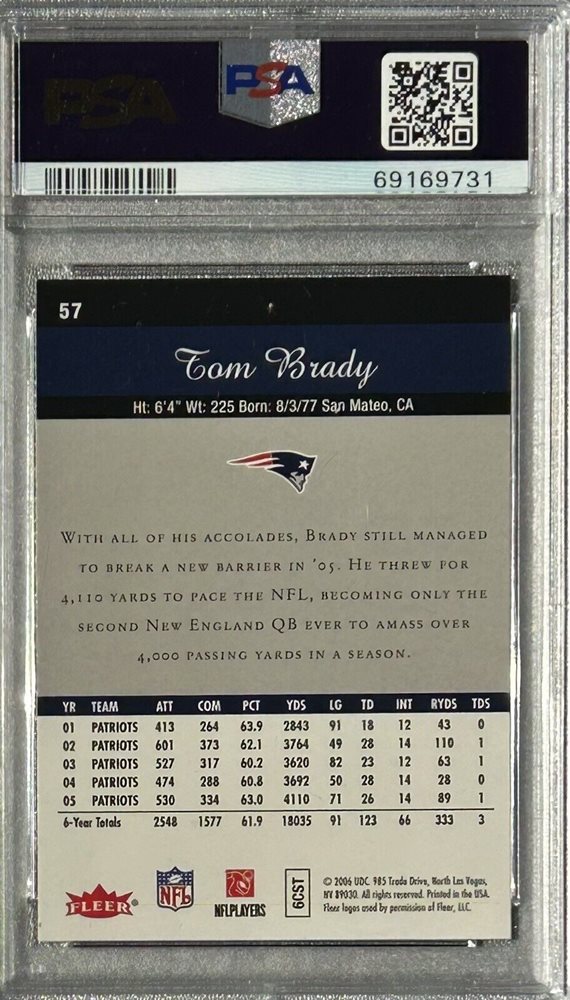 PSA
PSA
69169731
57
Tom Brady
Ht: 6'4" Wt: 225 Born: 8/3/77 San Mateo, CA
WITH ALL OF HIS ACCOLADES, BRADY STILL MANAGED
TO BREAK A NEW BARRIER IN '05. HE THREW FOR
4,110 YARDS TO PACE THE NFL, BECOMING ONLY THE
SECOND NEW ENGLAND QB EVER TO AMASS OVER
4,000 PASSING YARDS IN A SEASON.
YR TEAM ATT COM PCT YDS LG TD INT RYDS TDS
01 PATRIOTS 413 264 63.9 2843 91 18 12 43 0
02 PATRIOTS 601 373 62.1 3764 49 28 14 110 1
03 PATRIOTS 527 317 60.2 3620 82 23 12 63 1
04 PATRIOTS 474 288 60.8 3692 50 28 14 28 0
05 PATRIOTS 530 334 63.0 4110 71 26 14 89 1
6-Year Totals 2548 1577 61.9 18035 91 123 66 333 3
FLEER
NFL
NFLPLAYERS
6CST
© 2006 UDC. 985 Trade Drive, North Las Vegas,
NV 89030. All rights reserved. Printed in the USA.
Fleer logos used by permission of Fleer, LLC.